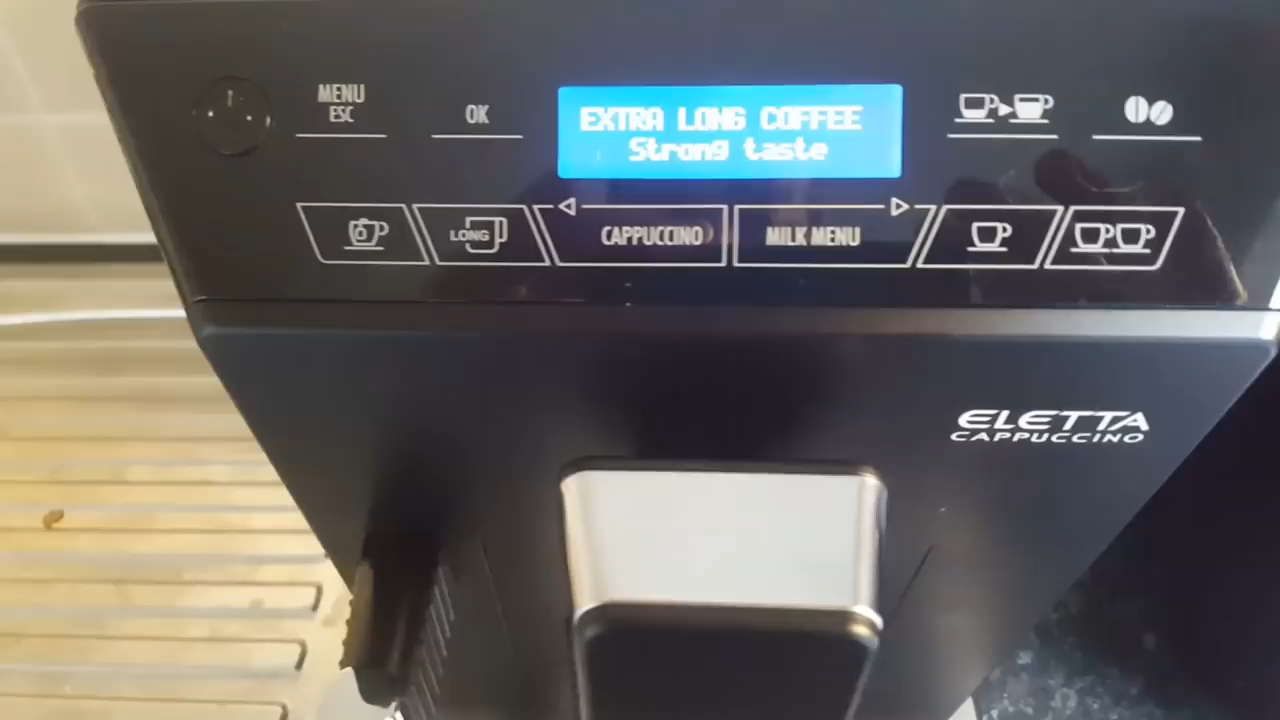 MENU
ESC
OK
EXTRA LONG COFFEE
Strong taste
LONG
CAPPUCCINO
MILK MENU
ELETTA
CAPPUCCINO